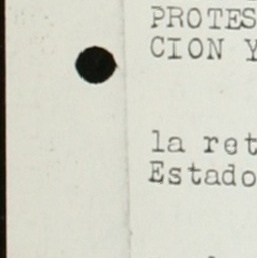 PROTES
CION Y
la ret
Estado